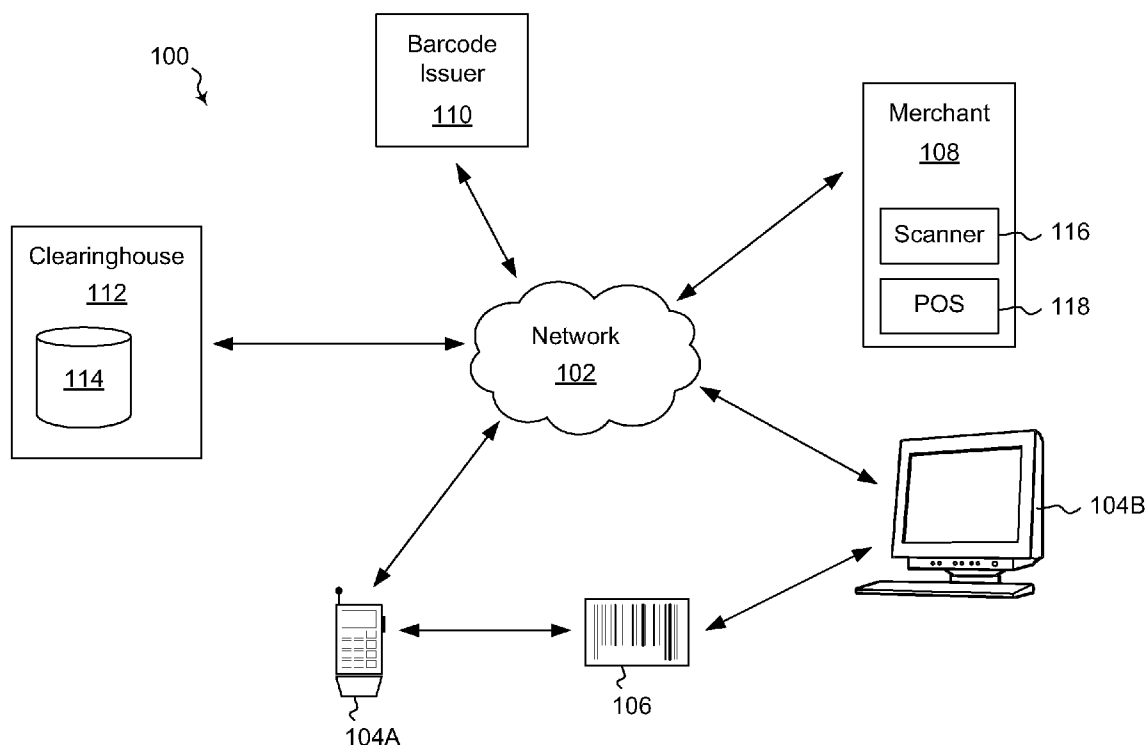 100
Barcode
Issuer
110
Merchant
108
Scanner
116
POS
118
Clearinghouse
112
114
Network
102
104B
106
104A